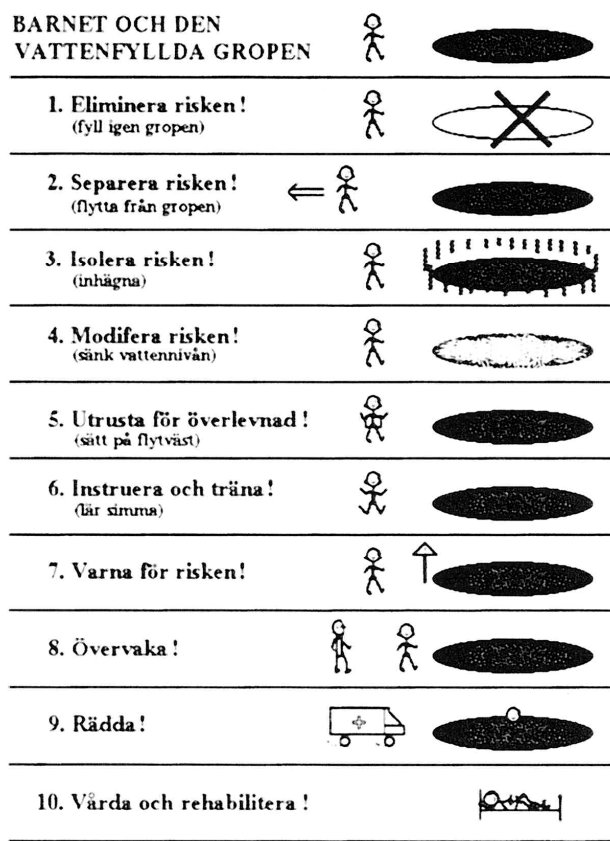 BARNET OCH DEN
VATTENFYLLDA GROPEN
1. Eliminera risken!
(fyll igen gropen)
2. Separera risken!
(flytta från gropen)
3. Isolera risken!
(inhägna)
4. Modifera risken!
(sänk vattennivån)
5. Utrusta för överlevnad!
(sätt på flytväst)
6. Instruera och träna!
(lär simma)
7. Varna för risken!
8. Övervaka!
9. Rädda!
10. Vårda och rehabilitera!